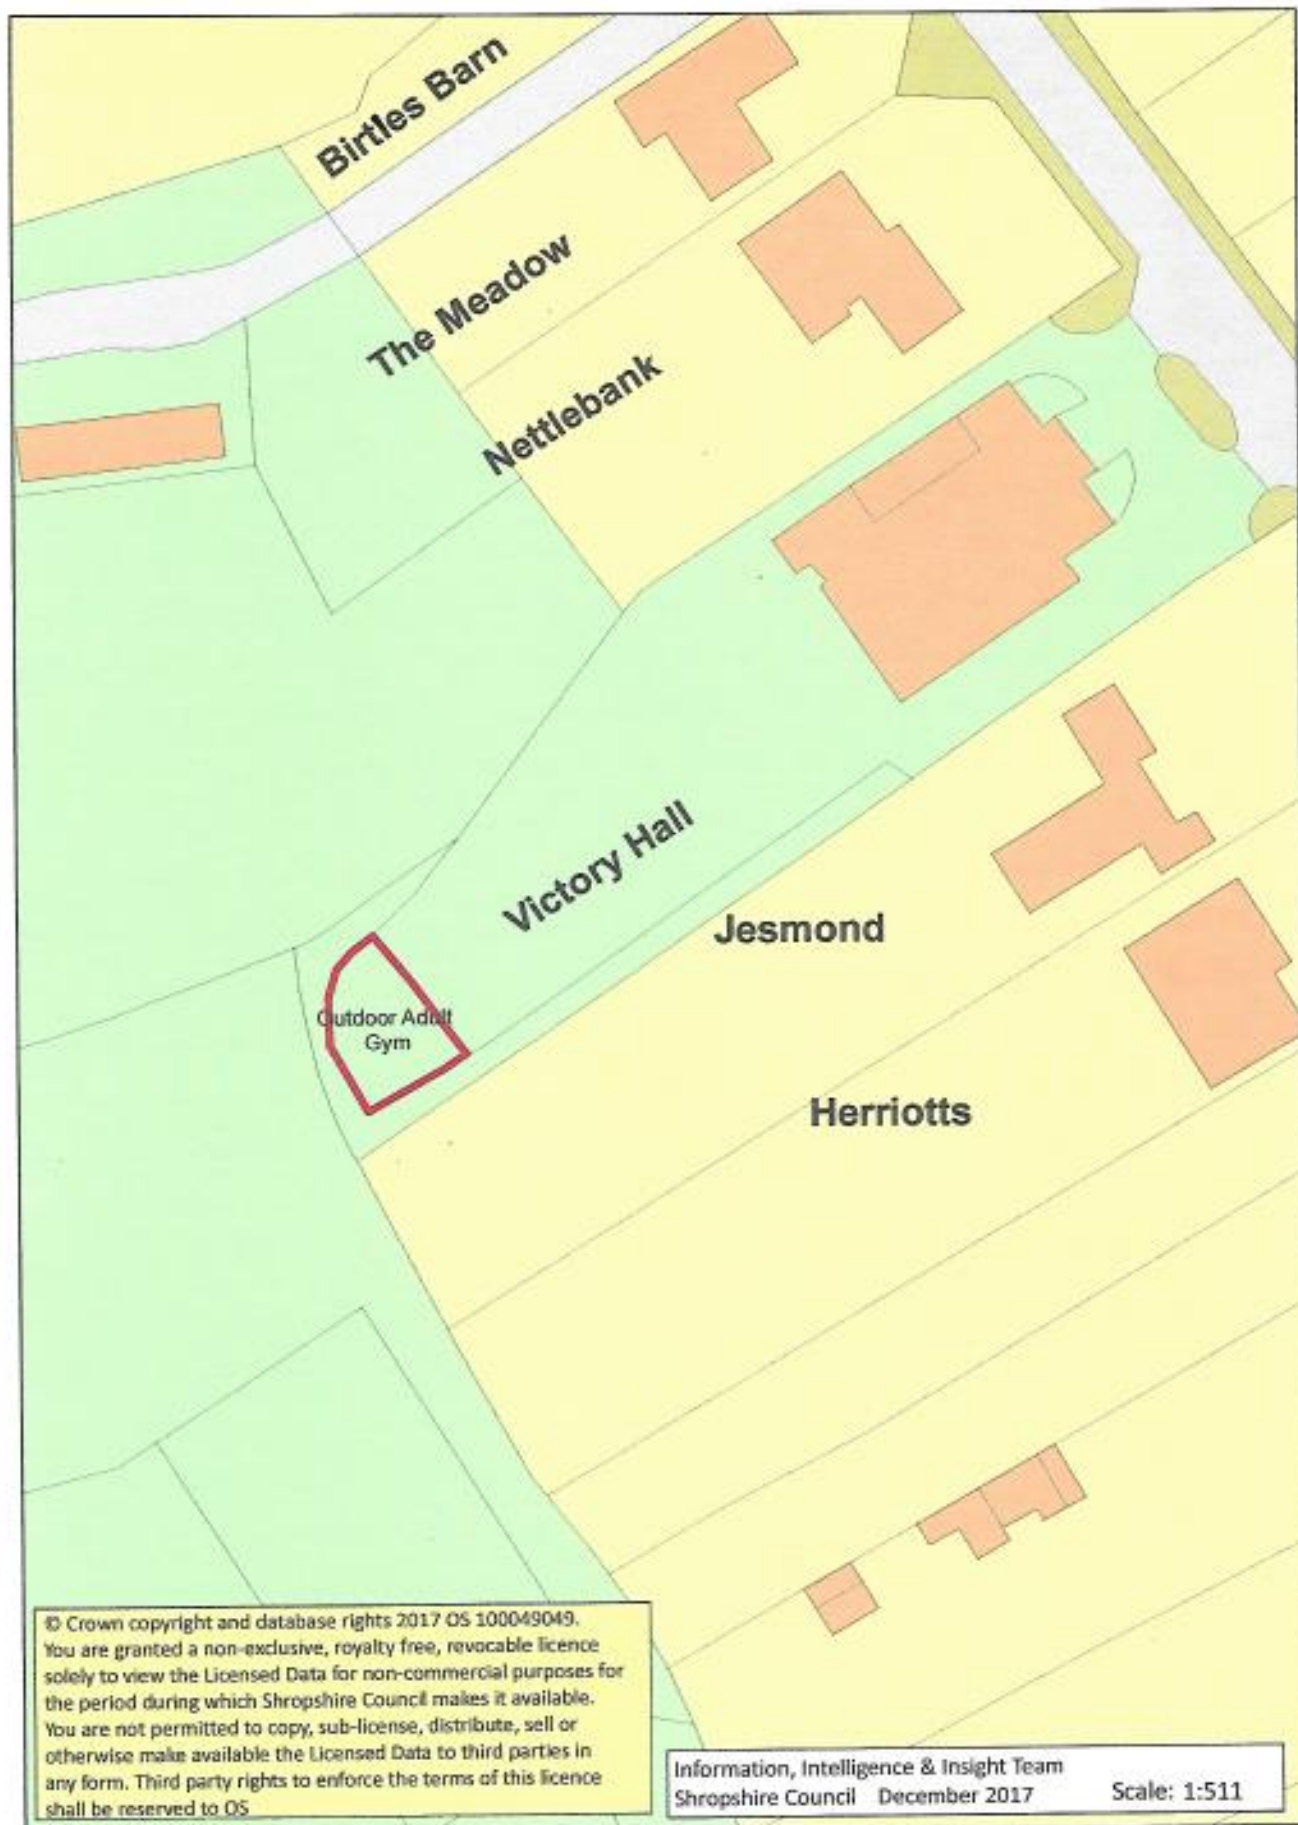 Birtles Barn
The Meadow
Nettlebank
Victory Hall
Jesmond
Outdoor Adult
Gym
Herriotts
© Crown copyright and database rights 2017 OS 100049049.
You are granted a non-exclusive, royalty free, revocable licence
solely to view the Licensed Data for non-commercial purposes for
the period during which Shropshire Council makes it available.
You are not permitted to copy, sub-license, distribute, sell or
otherwise make available the Licensed Data to third parties in
any form. Third party rights to enforce the terms of this licence
shall be reserved to OS
Information, Intelligence & Insight Team
Shropshire Council December 2017 Scale: 1:511